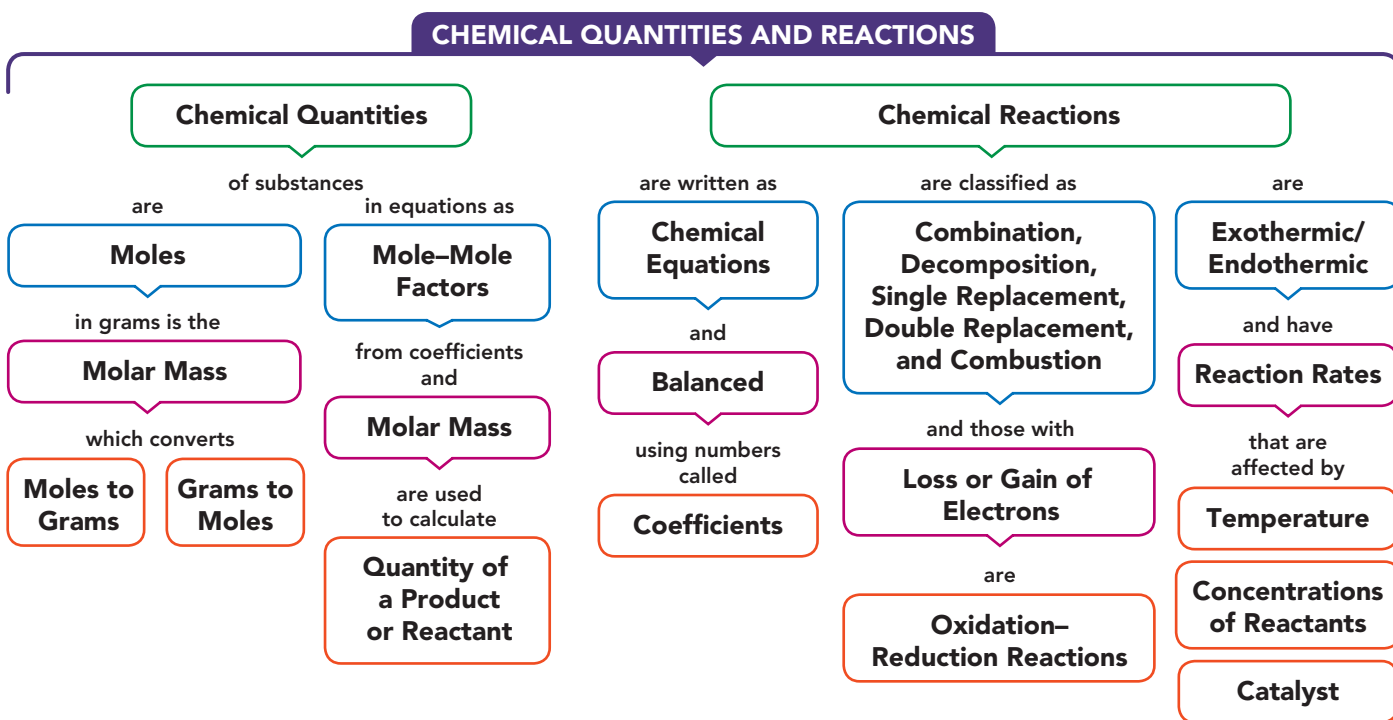 CHEMICAL QUANTITIES AND REACTIONS
Chemical Quantities
of substances
are
Moles
in grams is the
Molar Mass
which converts
Moles to
Grams
Grams to
Moles
in equations as
Mole–Mole
Factors
from coefficients
and
Molar Mass
are used
to calculate
Quantity of
a Product
or Reactant
Chemical Reactions
are written as
Chemical
Equations
and
Balanced
using numbers
called
Coefficients
are classified as
Combination,
Decomposition,
Single Replacement,
Double Replacement,
and Combustion
and those with
Loss or Gain of
Electrons
are
Oxidation–
Reduction Reactions
are
Exothermic/
Endothermic
and have
Reaction Rates
that are
affected by
Temperature
Concentrations
of Reactants
Catalyst